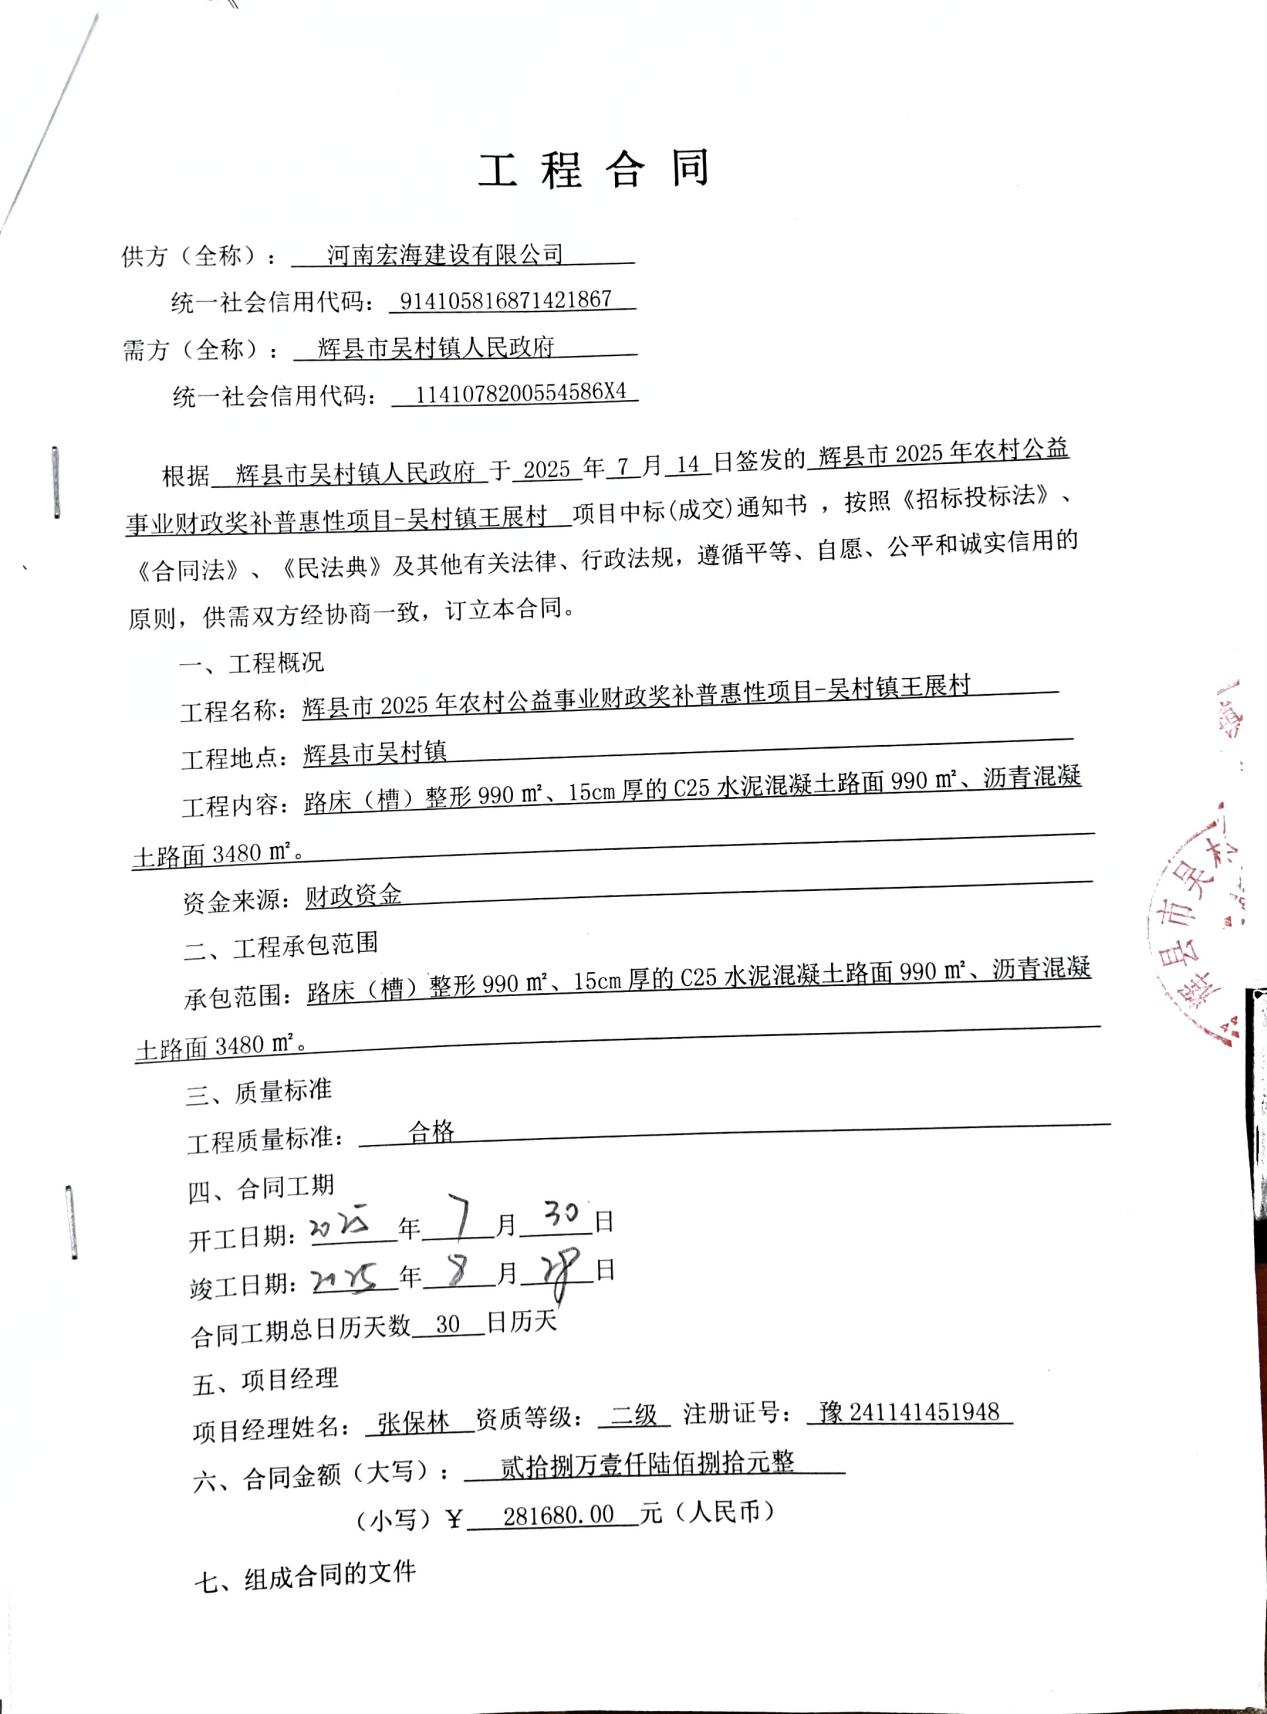 工程合同
供方（全称）：河南宏海建设有限公司
统一社会信用代码：914105816871421867
需方（全称）：辉县市吴村镇人民政府
统一社会信用代码：1141078200554586X4
根据 辉县市吴村镇人民政府 于 2025 年 7 月 14 日签发的 辉县市 2025 年农村公益
事业财政奖补普惠性项目-吴村镇王展村 项目中标(成交)通知书 ，按照《招标投标法》、
《合同法》、《民法典》及其他有关法律、行政法规，遵循平等、自愿、公平和诚实信用的
原则，供需双方经协商一致，订立本合同。
一、工程概况
工程名称：辉县市 2025 年农村公益事业财政奖补普惠性项目-吴村镇王展村
工程地点：辉县市吴村镇
工程内容：路床（槽）整形 990 ㎡、15cm 厚的 C25 水泥混凝土路面 990 ㎡、沥青混凝
土路面 3480 ㎡。
资金来源：财政资金
二、工程承包范围
承包范围：路床（槽）整形 990 ㎡、15cm 厚的 C25 水泥混凝土路面 990 ㎡、沥青混凝
土路面 3480 ㎡。
三、质量标准
工程质量标准：合格
四、合同工期
开工日期：2025 年 7 月 30 日
竣工日期：2025 年 8 月 28 日
合同工期总日历天数 30 日历天
五、项目经理
项目经理姓名：张保林 资质等级：二级 注册证号：豫 241141451948
六、合同金额（大写）：贰拾捌万壹仟陆佰捌拾元整
（小写）￥ 281680.00 元（人民币）
七、组成合同的文件
辉县市吴村